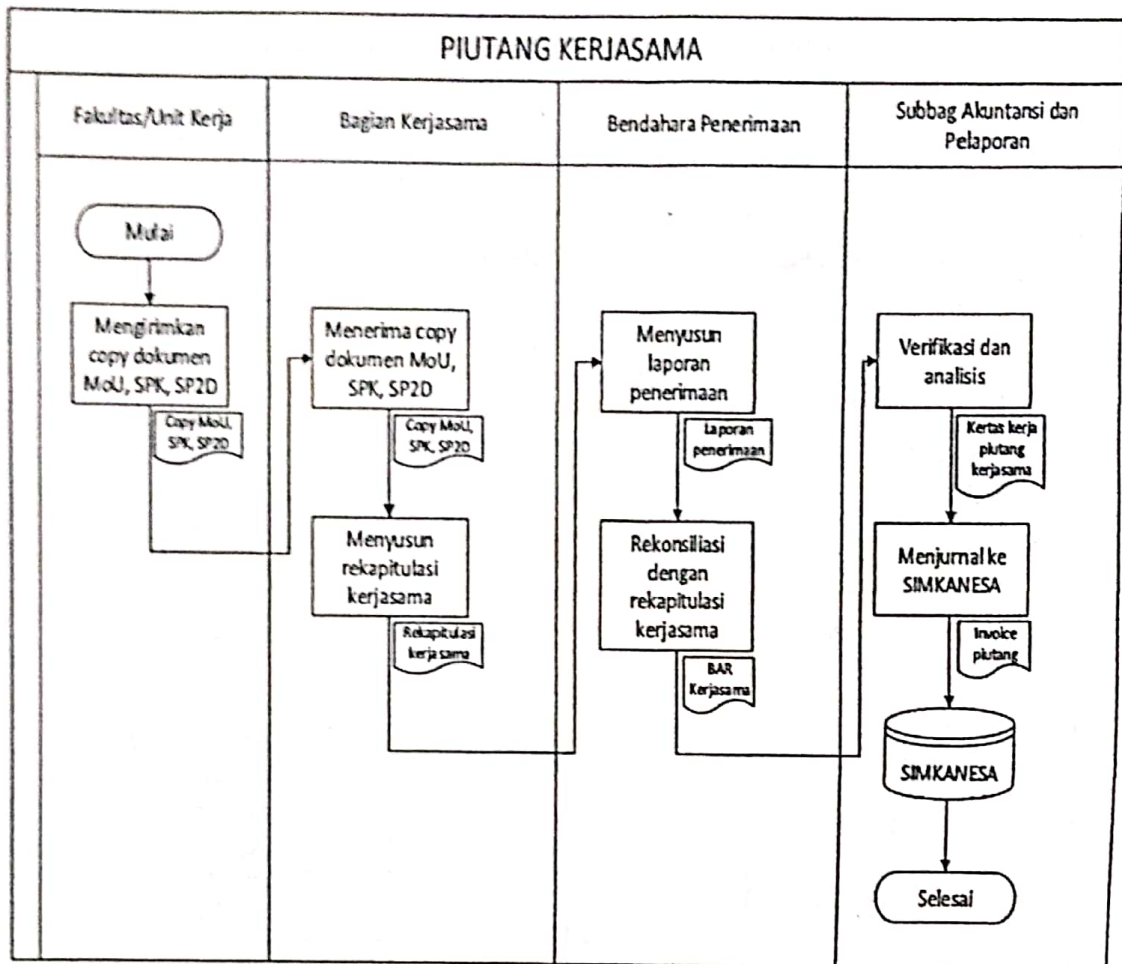 PIUTANG KERJASAMA
Fakultas/Unit Kerja
Bagian Kerjasama
Bendahara Penerimaan
Subbag Akuntansi dan
Pelaporan
Mulai
Mengirimkan
copy dokumen
MoU, SPK, SP2D
Copy MoU,
SPK, SP2D
Menerima copy
dokumen MoU,
SPK, SP2D
Copy MoU,
SPK, SP2D
Menyusun
rekapitulasi
kerjasama
Rekapitulasi
kerjasama
Menyusun
laporan
penerimaan
Laporan
penerimaan
Rekonsiliasi
dengan
rekapitulasi
kerjasama
BAR
Kerjasama
Verifikasi dan
analisis
Kertas kerja
piutang
kerjasama
Menjurnal ke
SIMKANESA
Invoice
piutang
SIMKANESA
Selesai